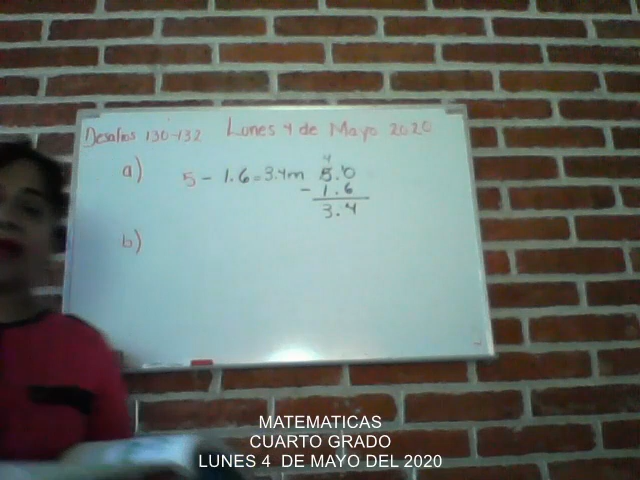 Desafios 130-132 Lunes 4 de Mayo 2020
a) 5 - 1.6 = 3.4m
4
5.0
- 1.6
3.4
b)
MATEMATICAS
CUARTO GRADO
LUNES 4 DE MAYO DEL 2020